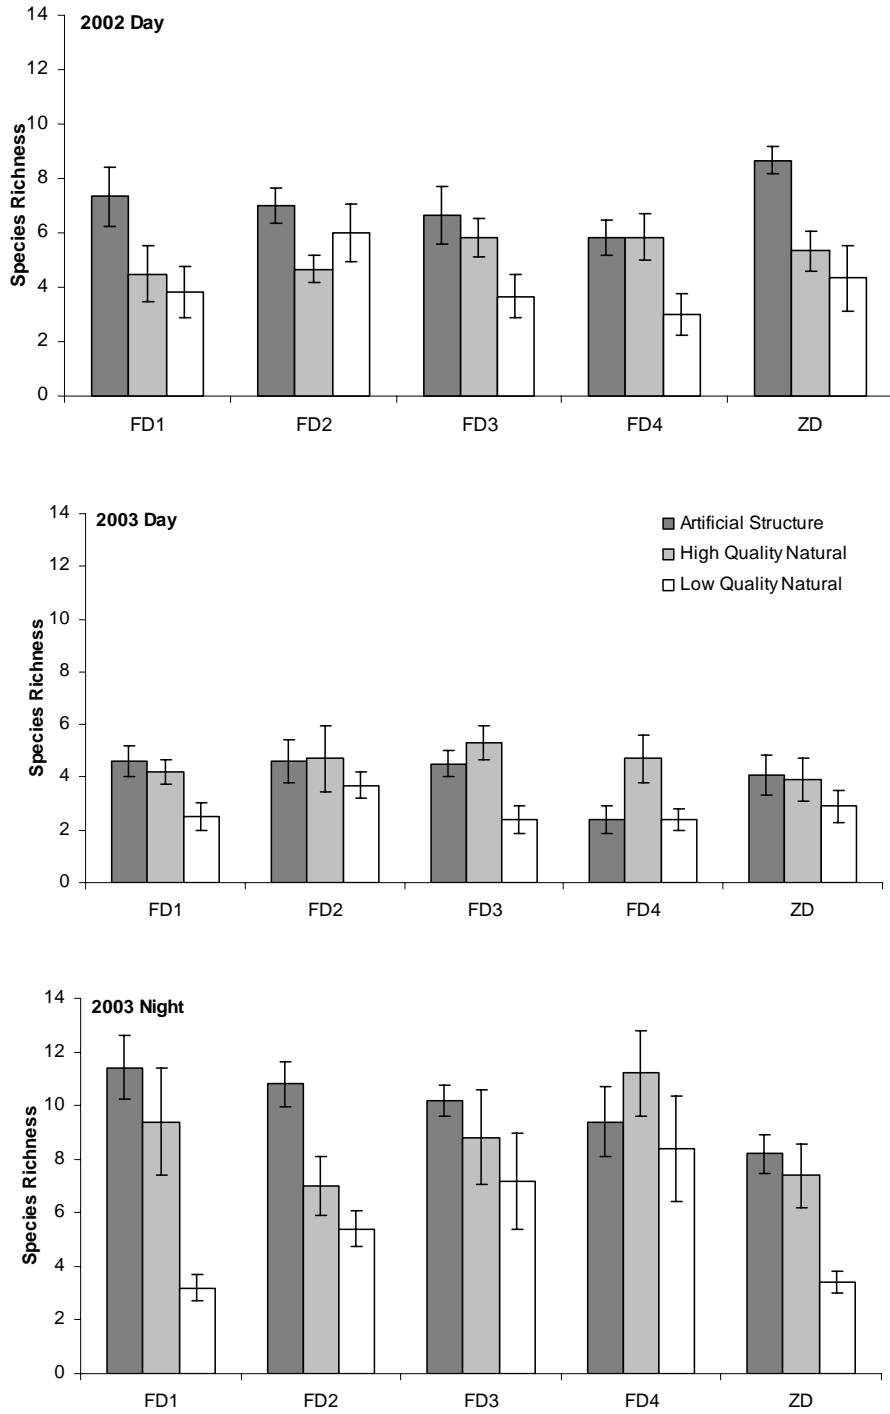 2002 Day
Species Richness
14
12
10
8
6
4
2
0
FD1 FD2 FD3 FD4 ZD
2003 Day
Artificial Structure
High Quality Natural
Low Quality Natural
Species Richness
14
12
10
8
6
4
2
0
FD1 FD2 FD3 FD4 ZD
2003 Night
Species Richness
14
12
10
8
6
4
2
0
FD1 FD2 FD3 FD4 ZD